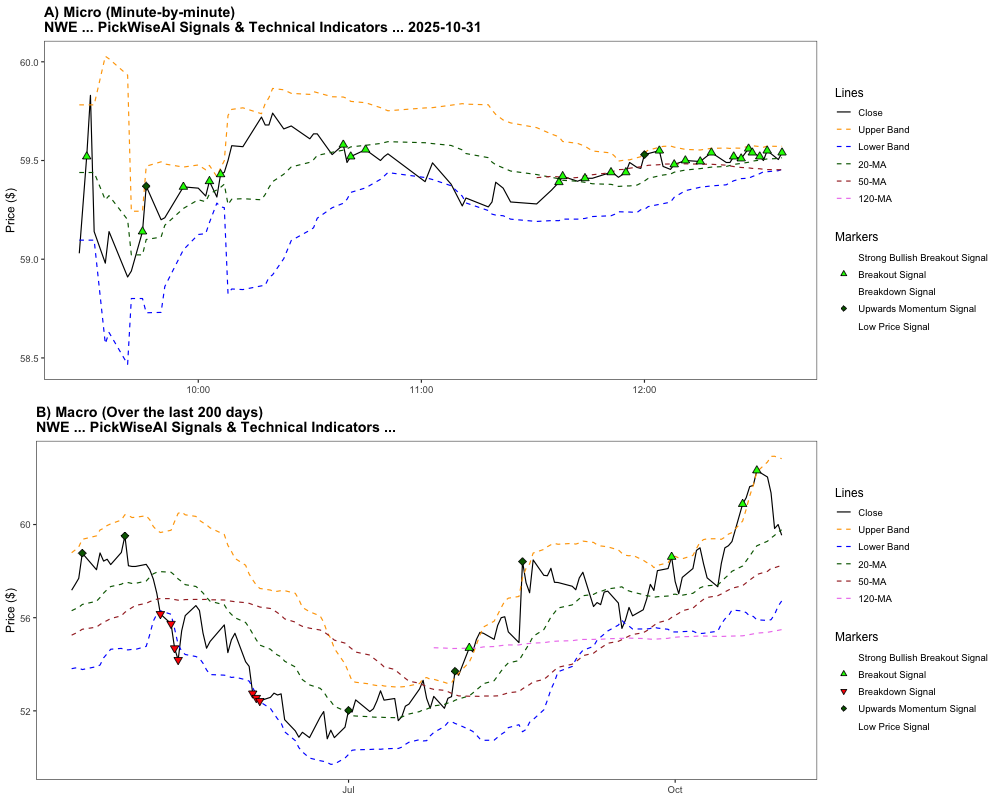 A) Micro (Minute-by-minute)
NWE ... PickWiseAI Signals & Technical Indicators ... 2025-10-31
60.0
59.5
59.0
58.5
Price ($)
10:00
11:00
12:00
Lines
Close
Upper Band
Lower Band
20-MA
50-MA
120-MA
Markers
Strong Bullish Breakout Signal
Breakout Signal
Breakdown Signal
Upwards Momentum Signal
Low Price Signal
B) Macro (Over the last 200 days)
NWE ... PickWiseAI Signals & Technical Indicators ...
60
56
52
Price ($)
Jul
Oct
Lines
Close
Upper Band
Lower Band
20-MA
50-MA
120-MA
Markers
Strong Bullish Breakout Signal
Breakout Signal
Breakdown Signal
Upwards Momentum Signal
Low Price Signal